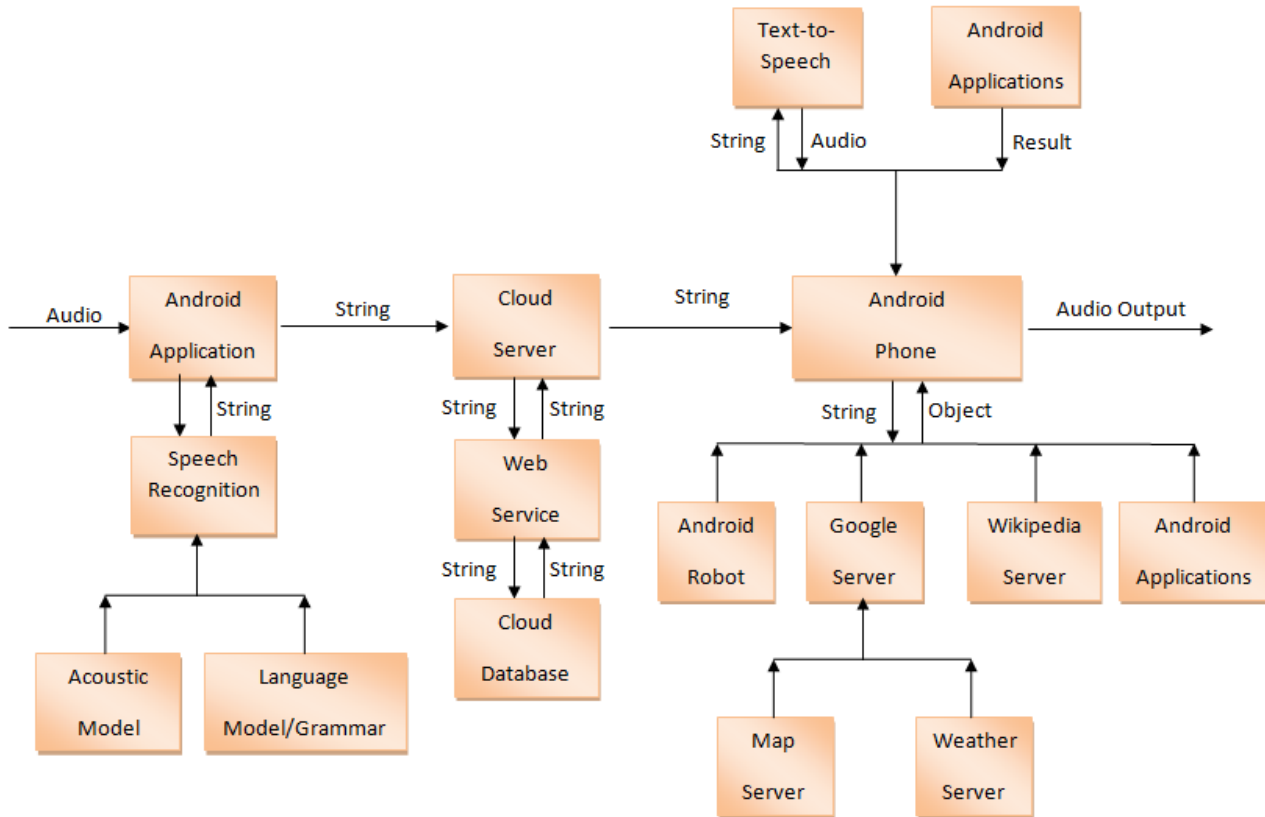 Text-to-
Speech
Android
Applications
String
Audio
Result
Audio
Android
Application
String
Cloud
Server
String
Android
Phone
Audio Output
String
Speech
Recognition
String
String
Web
Service
String
String
Cloud
Database
Acoustic
Model
Language
Model/Grammar
String
Object
Android
Robot
Google
Server
Wikipedia
Server
Android
Applications
Map
Server
Weather
Server